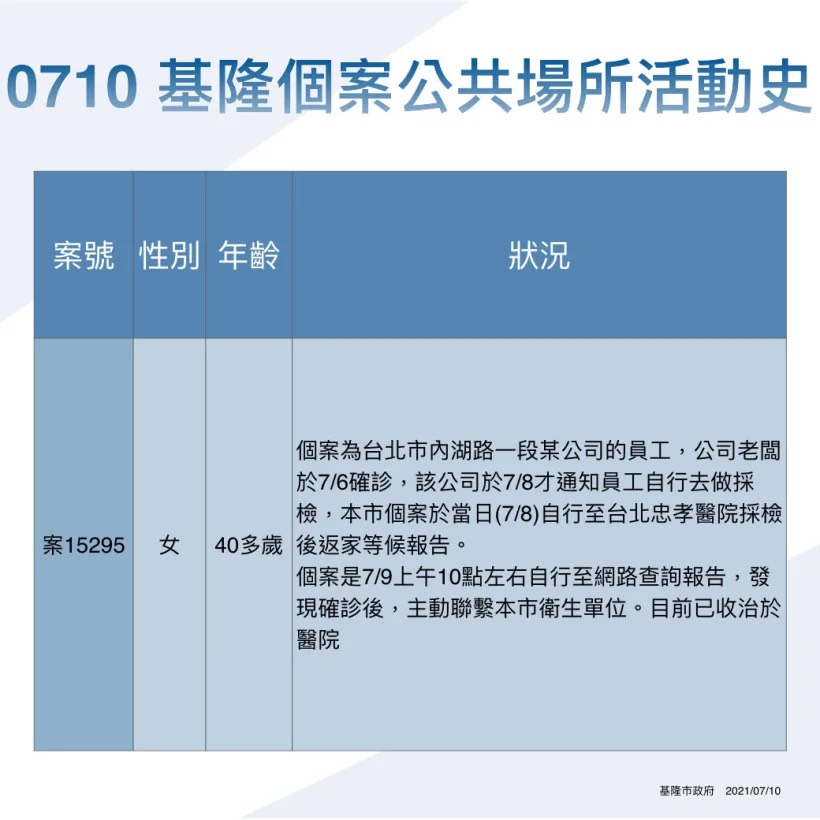 0710 基隆個案公共場所活動史
案號 性別 年齡 狀況
案15295 女 40多歲
個案為台北市內湖路一段某公司的員工，公司老闆
於7/6確診，該公司於7/8才通知員工自行去做採
檢，本市個案於當日(7/8)自行至台北忠孝醫院採檢
後返家等候報告。
個案是7/9上午10點左右自行至網路查詢報告，發
現確診後，主動聯繫本市衛生單位。目前已收治於
醫院
基隆市政府 2021/07/10